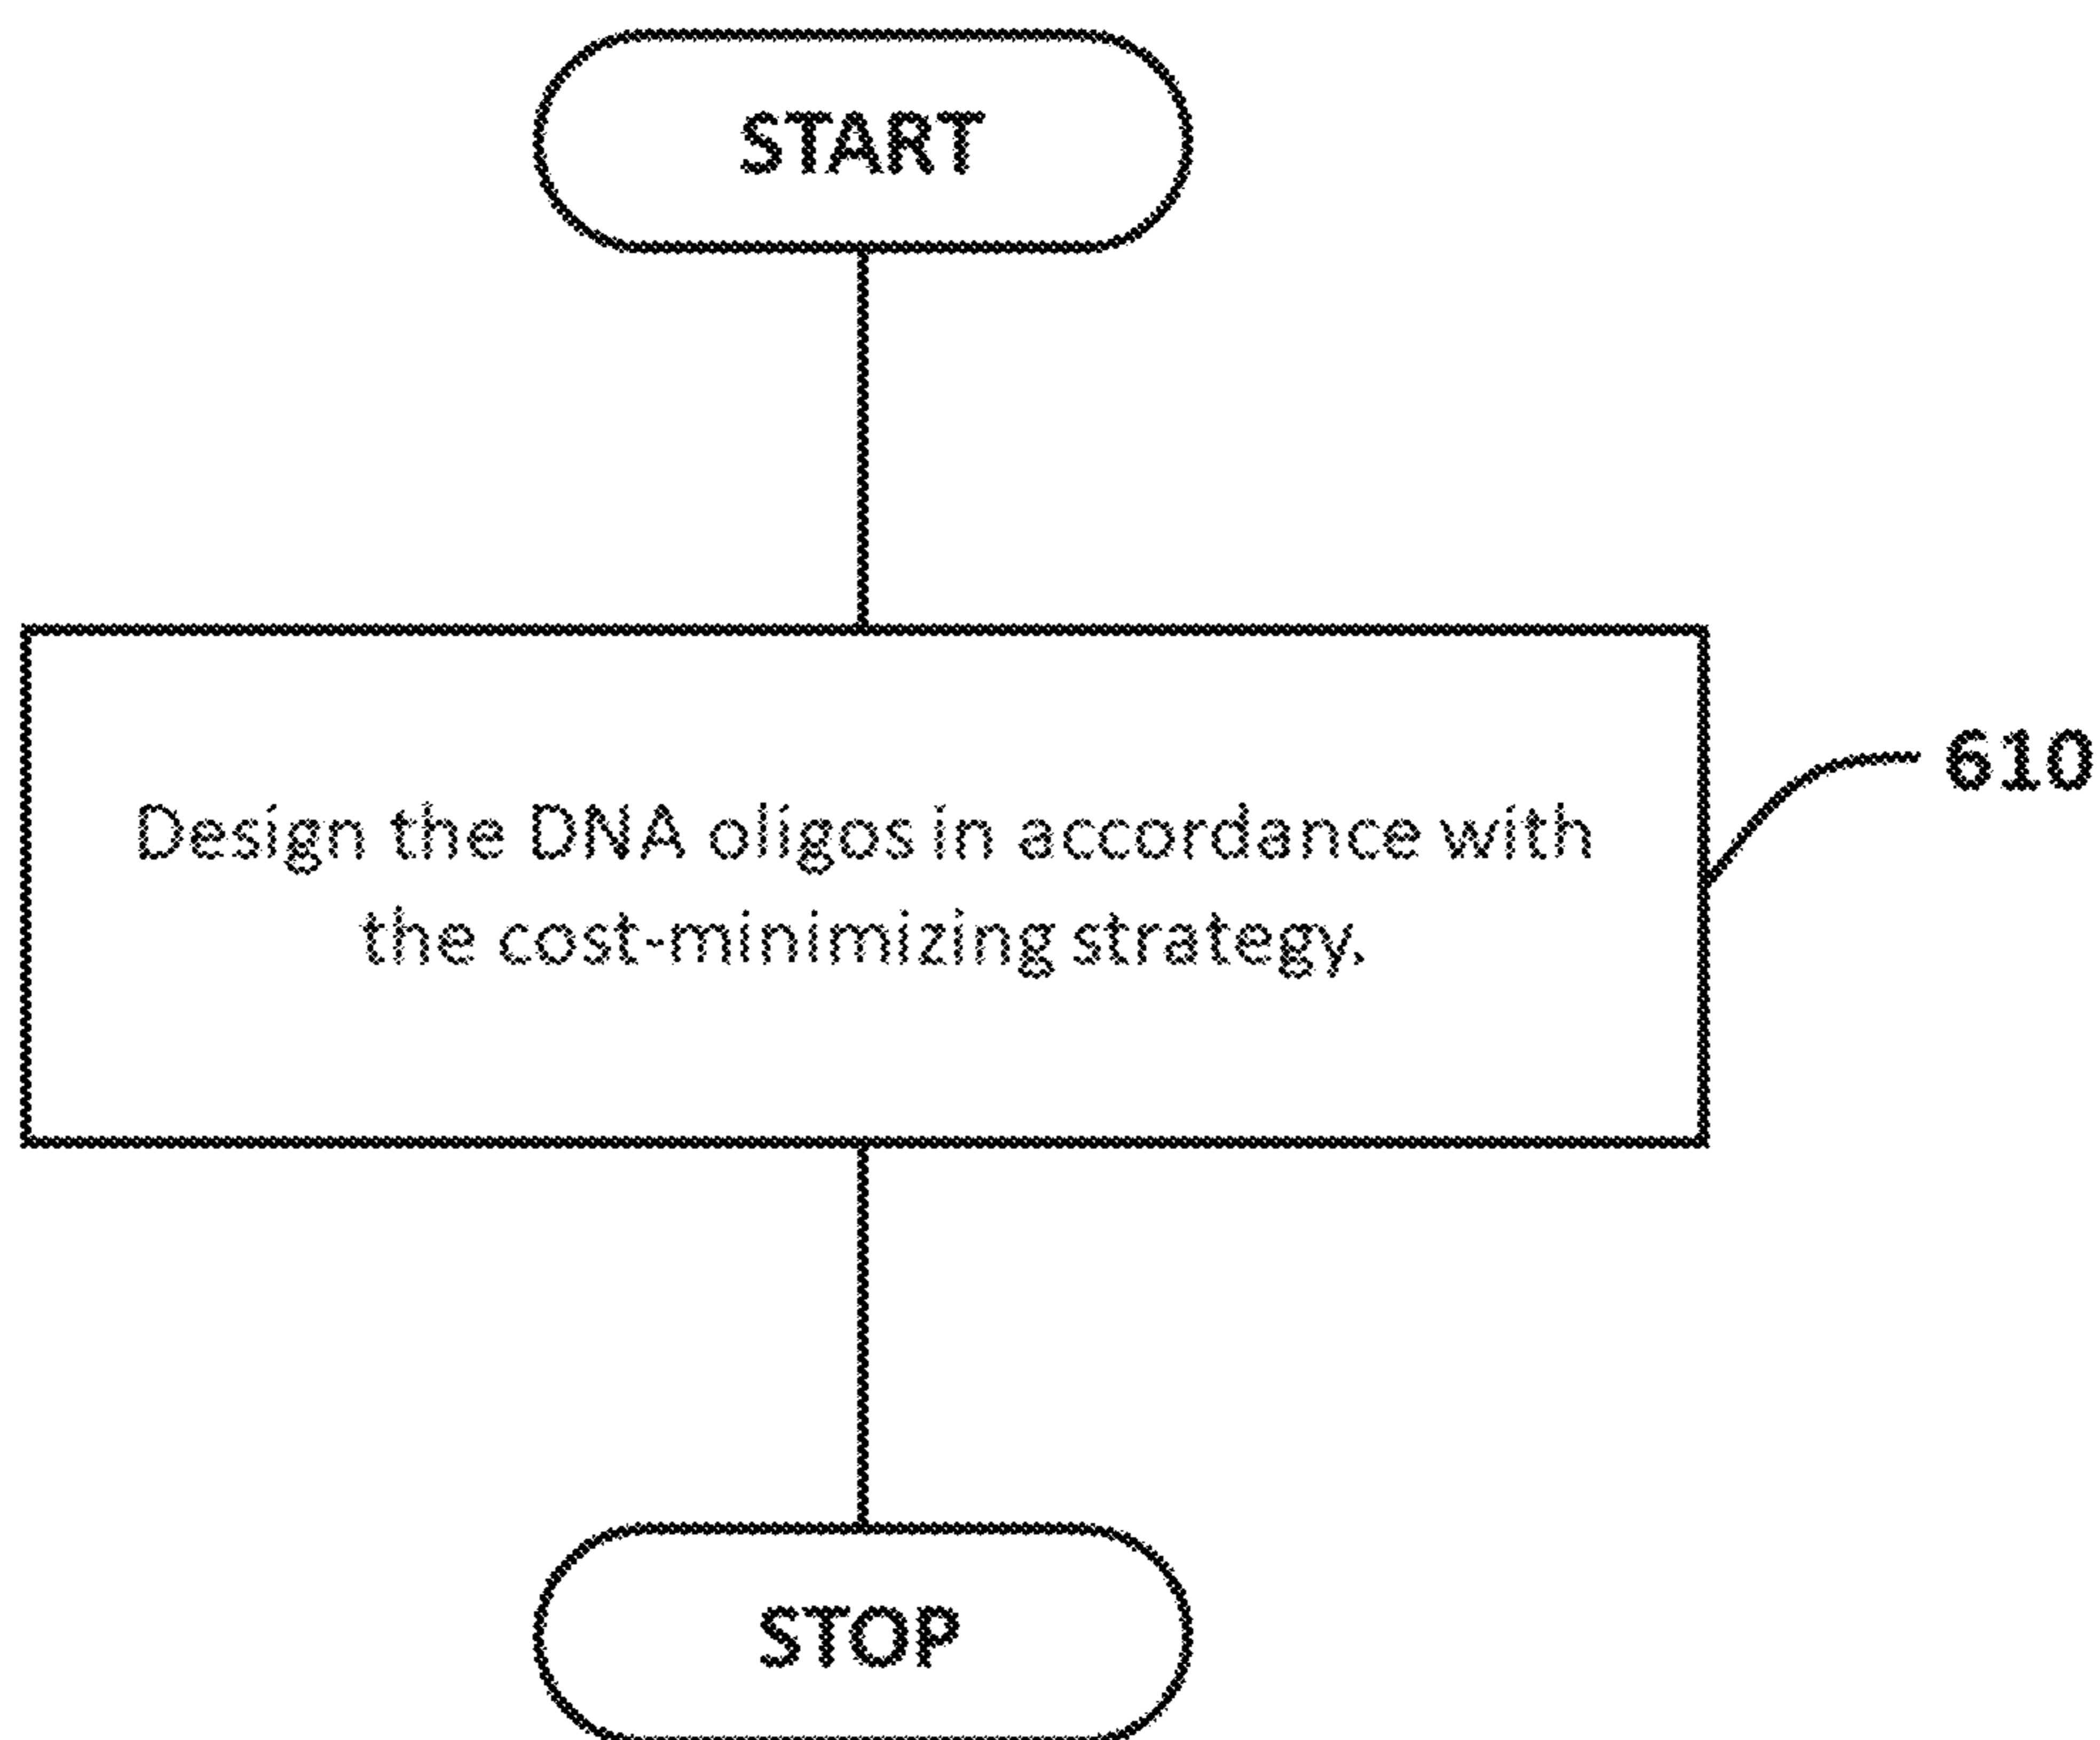 START
610
Design the DNA oligos in accordance with
the cost-minimizing strategy.
STOP